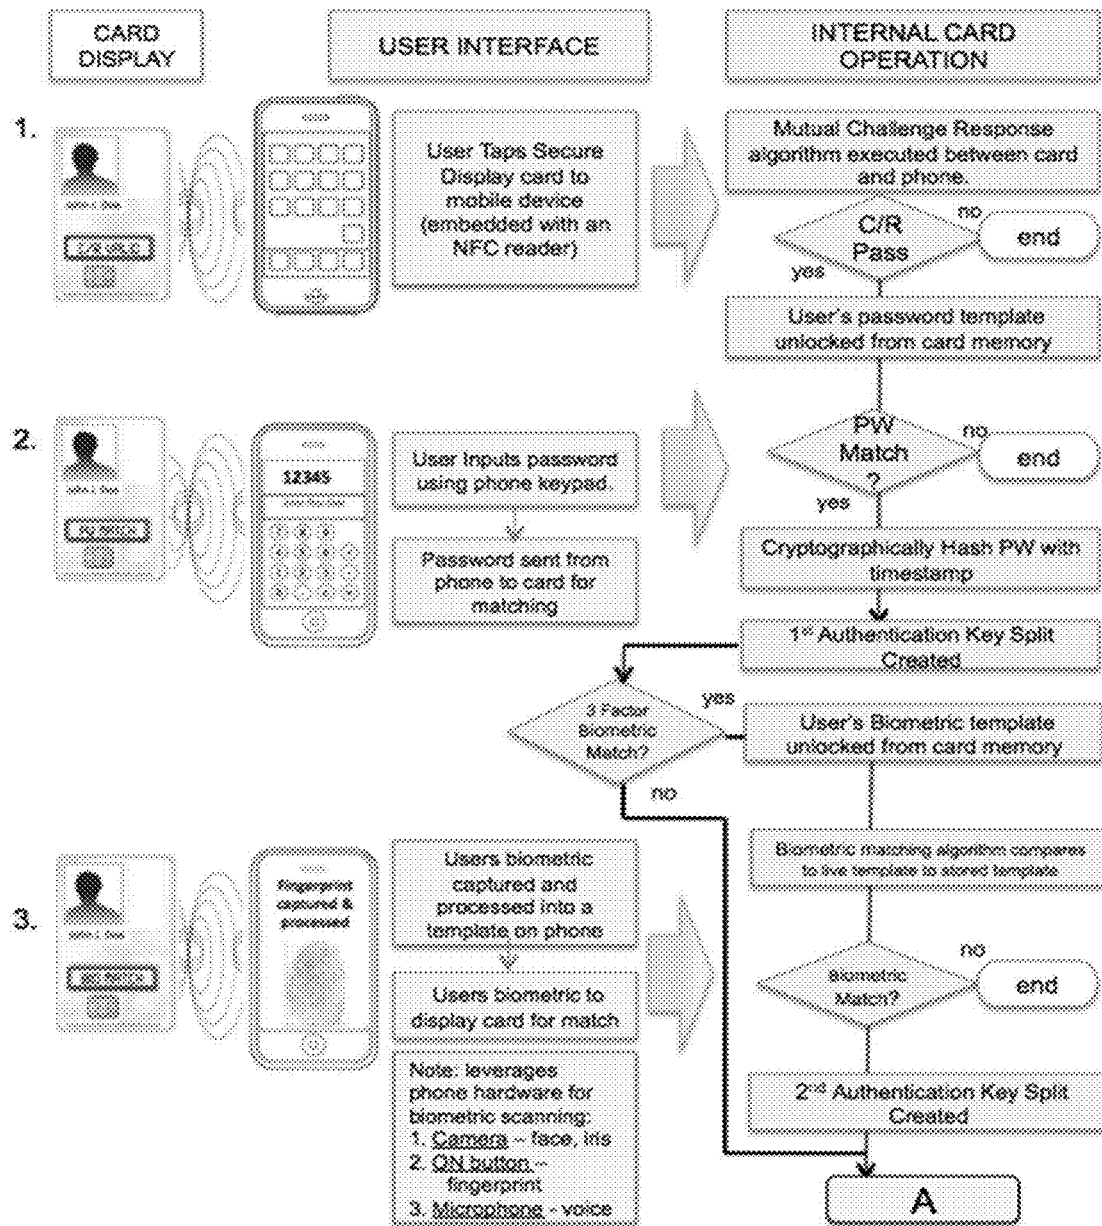 CARD
DISPLAY
USER INTERFACE
INTERNAL CARD
OPERATION
1.
User Taps Secure
Display card to
mobile device
(embedded with an
NFC reader)
Mutual Challenge Response
algorithm executed between card
and phone.
C/R
Pass
no
end
yes
User's password template
unlocked from card memory
2.
12345
User Inputs password
using phone keypad.
Password sent from
phone to card for
matching
PW
Match
?
no
end
yes
Cryptographically Hash PW with
timestamp
1st Authentication Key Split
Created
3 Factor
Biometric
Match?
yes
no
User's Biometric template
unlocked from card memory
3.
Fingerprint
captured &
processed
Users biometric
captured and
processed into a
template on phone
Users biometric to
display card for match
Note: leverages
phone hardware for
biometric scanning:
1. Camera – face, iris
2. ON button –
fingerprint
3. Microphone - voice
Biometric matching algorithm compares
to live template to stored template
Biometric
Match?
no
end
2nd Authentication Key Split
Created
A